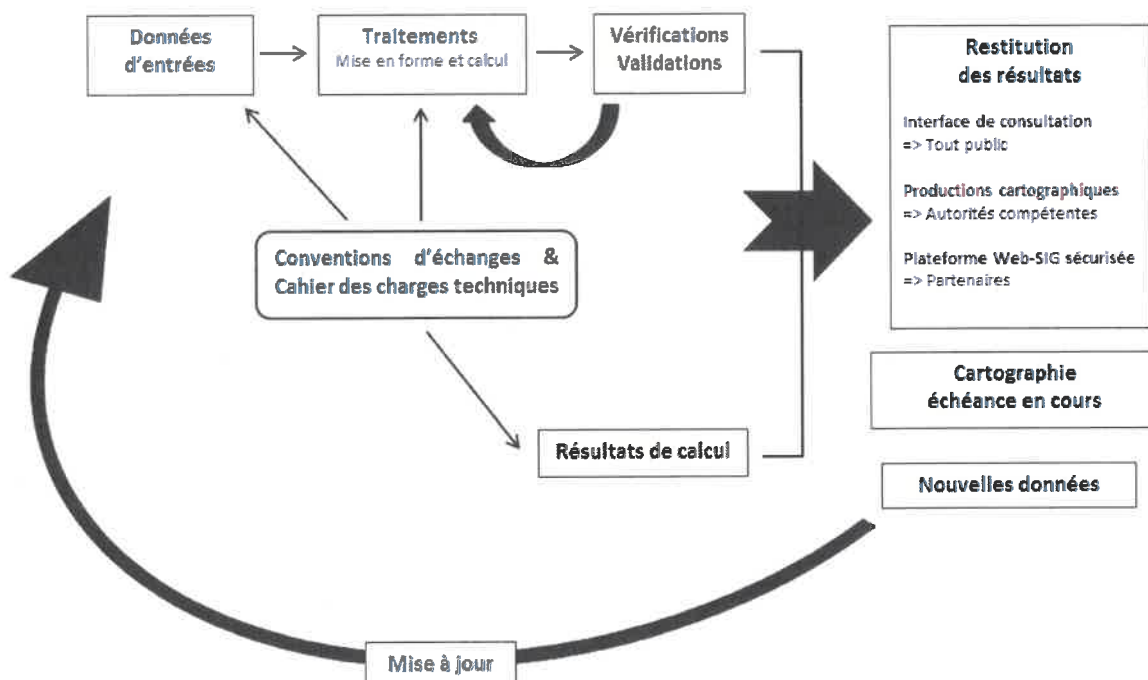 Données
d'entrées
Traitements
Mise en forme et calcul
Vérifications
Validations
Restitution
des résultats
Interface de consultation
=> Tout public
Productions cartographiques
=> Autorités compétentes
Plateforme Web-SIG sécurisée
=> Partenaires
Conventions d'échanges &
Cahier des charges techniques
Cartographie
échéance en cours
Résultats de calcul
Nouvelles données
Mise à jour